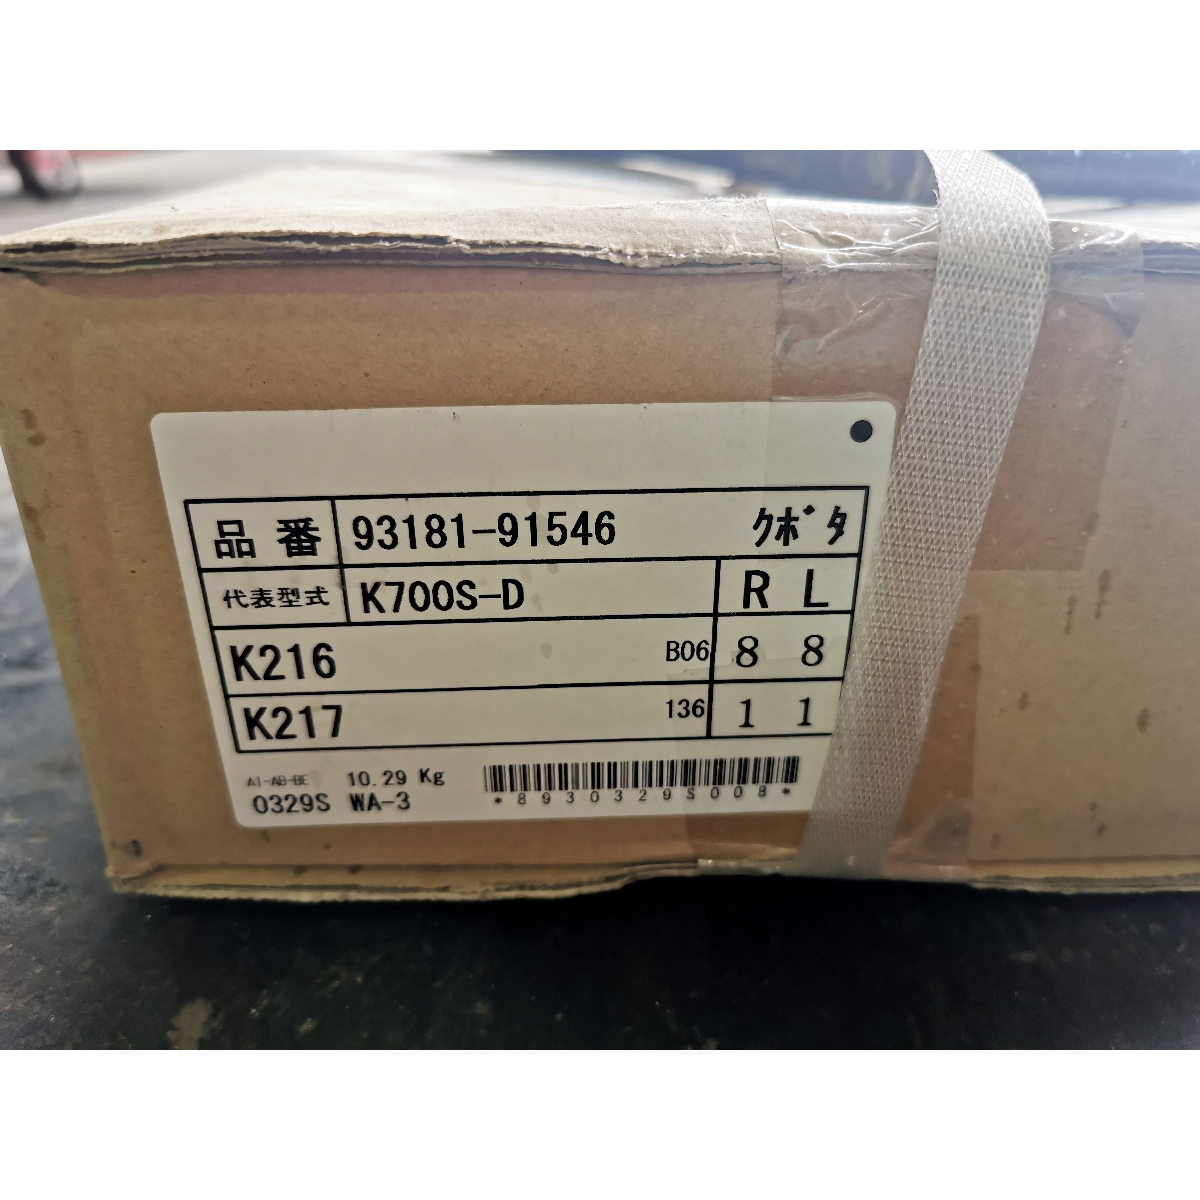 品番 93181-91546 ｸﾎﾞﾀ
代表型式 K700S-D R L
K216 B06 8 8
K217 136 1 1
A1-AB-BE 10.29 Kg
0329S WA-3 *8930329S008*